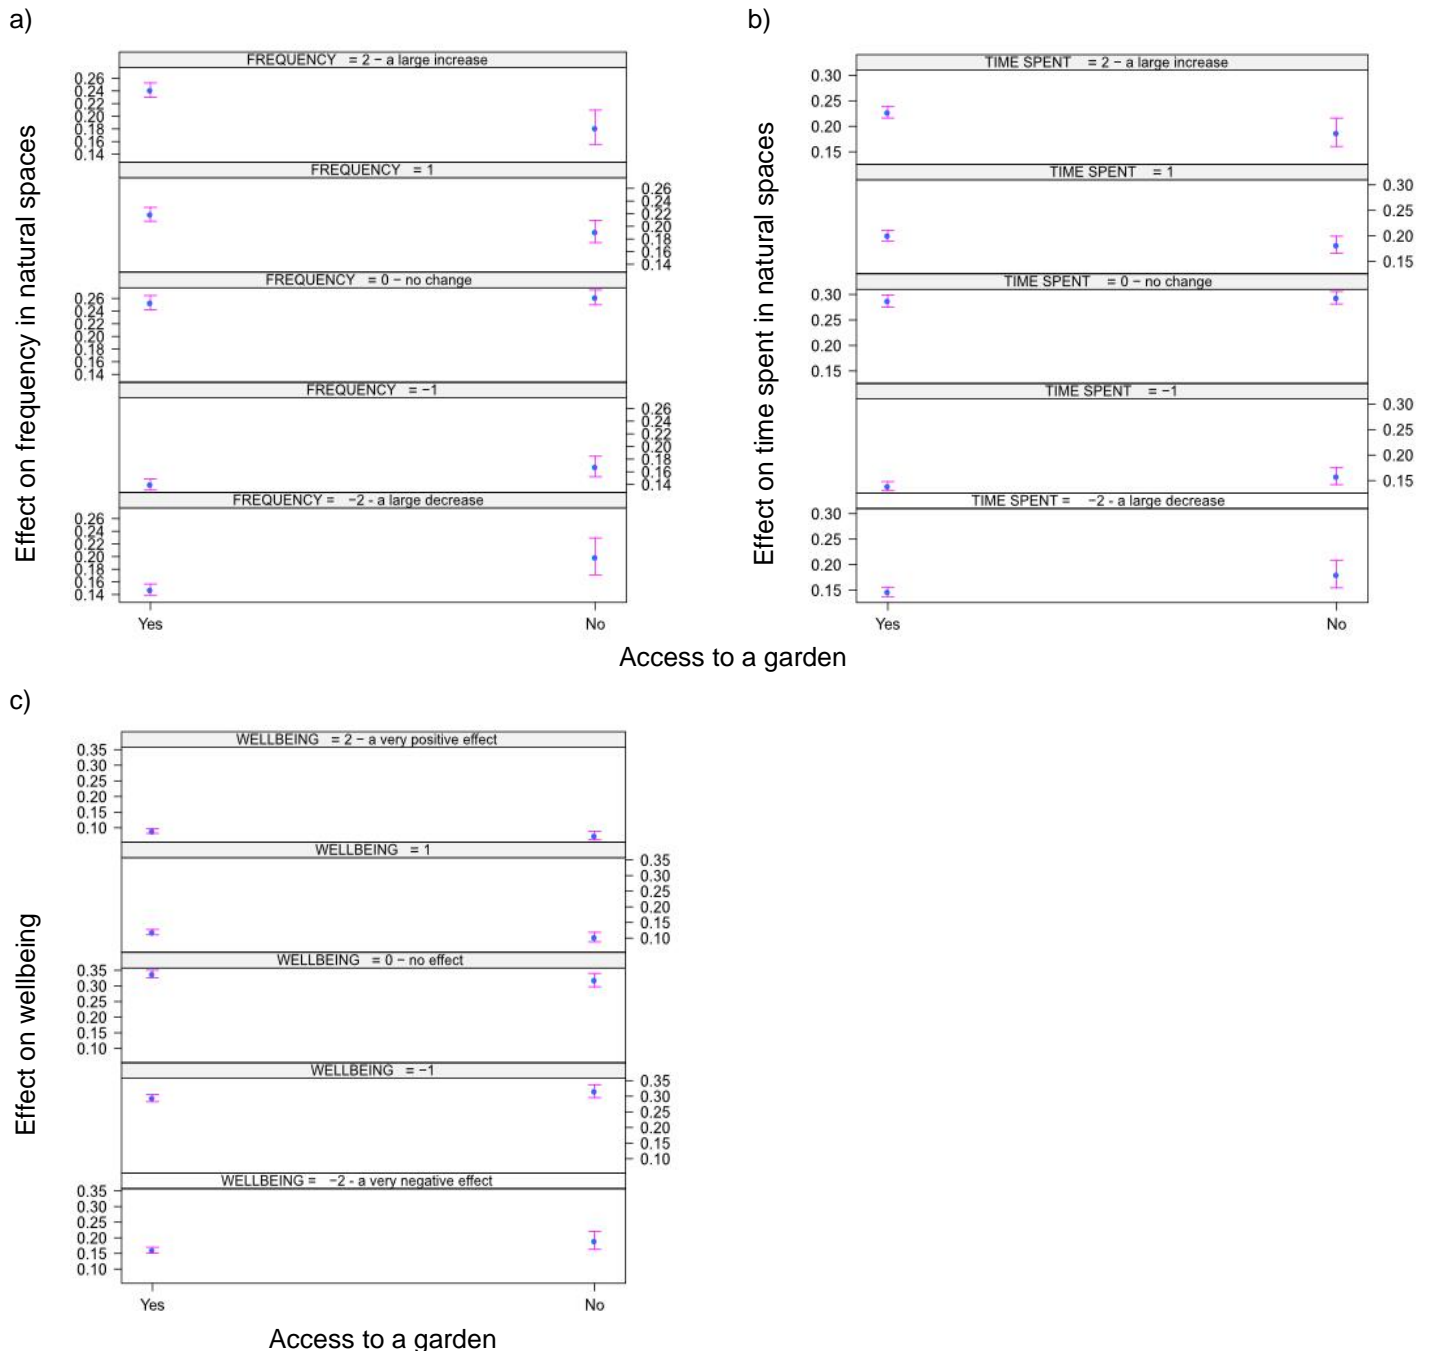 a)
FREQUENCY = 2 − a large increase
0.26
0.24
0.22
0.20
0.18
0.16
0.14
FREQUENCY = 1
0.26
0.24
0.22
0.20
0.18
0.16
0.14
FREQUENCY = 0 − no change
0.26
0.24
0.22
0.20
0.18
0.16
0.14
FREQUENCY = −1
0.26
0.24
0.22
0.20
0.18
0.16
0.14
FREQUENCY = −2 - a large decrease
0.26
0.24
0.22
0.20
0.18
0.16
0.14
Yes
No
Effect on frequency in natural spaces
b)
TIME SPENT = 2 − a large increase
0.30
0.25
0.20
0.15
TIME SPENT = 1
0.30
0.25
0.20
0.15
TIME SPENT = 0 − no change
0.30
0.25
0.20
0.15
TIME SPENT = −1
0.30
0.25
0.20
0.15
TIME SPENT = −2 - a large decrease
0.30
0.25
0.20
0.15
Yes
No
Effect on time spent in natural spaces
Access to a garden
c)
WELLBEING = 2 − a very positive effect
0.35
0.30
0.25
0.20
0.15
0.10
WELLBEING = 1
0.35
0.30
0.25
0.20
0.15
0.10
WELLBEING = 0 − no effect
0.35
0.30
0.25
0.20
0.15
0.10
WELLBEING = −1
0.35
0.30
0.25
0.20
0.15
0.10
WELLBEING = −2 - a very negative effect
0.35
0.30
0.25
0.20
0.15
0.10
Yes
No
Effect on wellbeing
Access to a garden